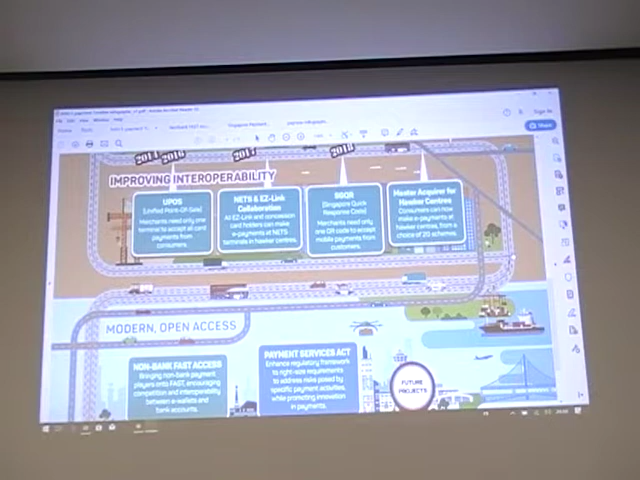 Sign In
Share
2014 2016
2017
2018
IMPROVING INTEROPERABILITY
UPOS
(Unified Point-Of-Sale)
Merchants need only one
terminal to accept all card
payments from
consumers.
NETS & EZ-Link
Collaboration
All EZ-Link and concession
card holders can make
e-payments at NETS
terminals in hawker centres.
SGQR
(Singapore Quick
Response Code)
Merchants need only
one QR code to accept
mobile payments from
customers.
Master Acquirer for
Hawker Centres
Consumers can now
make e-payments at
hawker centres, from a
choice of 20 schemes.
MODERN, OPEN ACCESS
NON-BANK FAST ACCESS
Bringing non-bank payment
players onto FAST, encouraging
competition and interoperability
between e-wallets and
bank accounts.
PAYMENT SERVICES ACT
Enhance regulatory framework
to right-size requirements
to address risks posed by
specific payment activities,
while promoting innovation
in payments.
FUTURE
PROJECTS